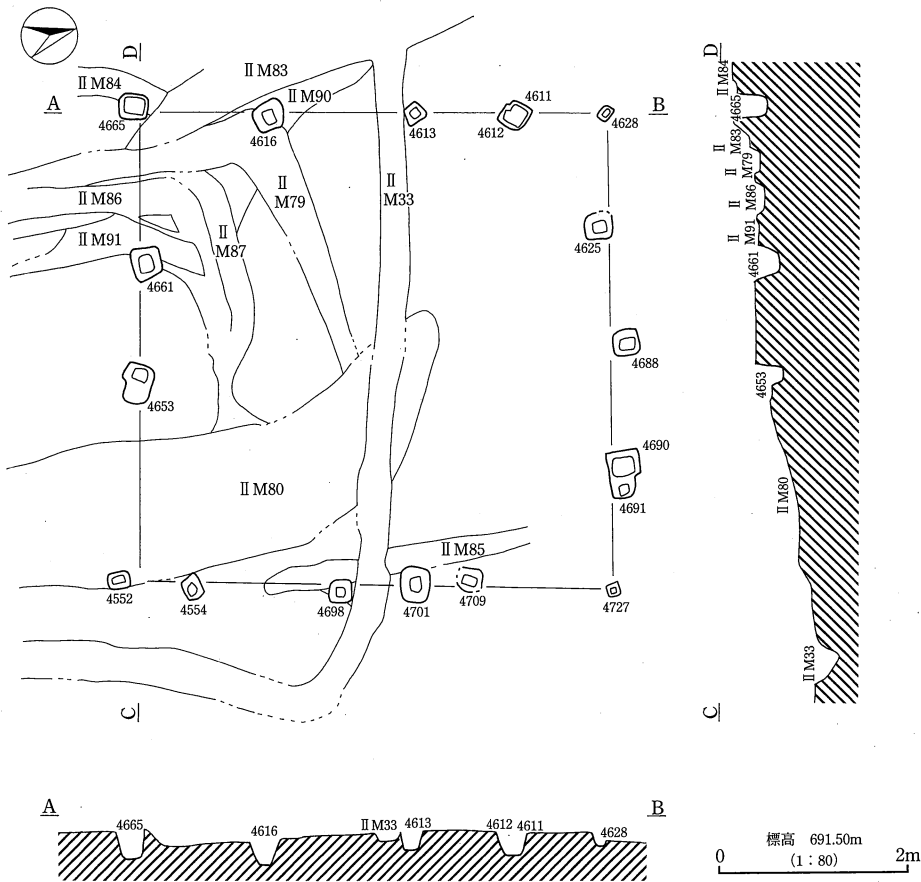 D
D
ⅡM84
ⅡM83
ⅡM90
4611
A
B
4665
4616
4613
4612
4628
Ⅱ
M79
Ⅱ
M33
ⅡM86
ⅡM91
Ⅱ
M87
4625
4661
4688
4653
4690
4691
ⅡM80
ⅡM85
4552
4554
4698
4701
4709
4727
C
ⅡM84
4665
Ⅱ
M83
Ⅱ
M79
Ⅱ
M86
Ⅱ
M91
4661
4653
ⅡM80
ⅡM33
C
A
B
4665
4616
ⅡM33
4613
4612
4611
4628
標高 691.50m
0
(1:80)
2m